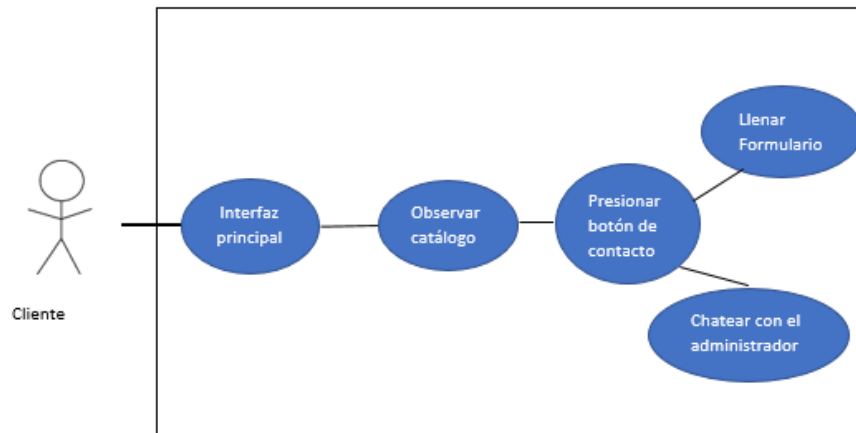 Cliente
Interfaz
principal
Observar
catálogo
Presionar
botón de
contacto
Llenar
Formulario
Chatear con el
administrador